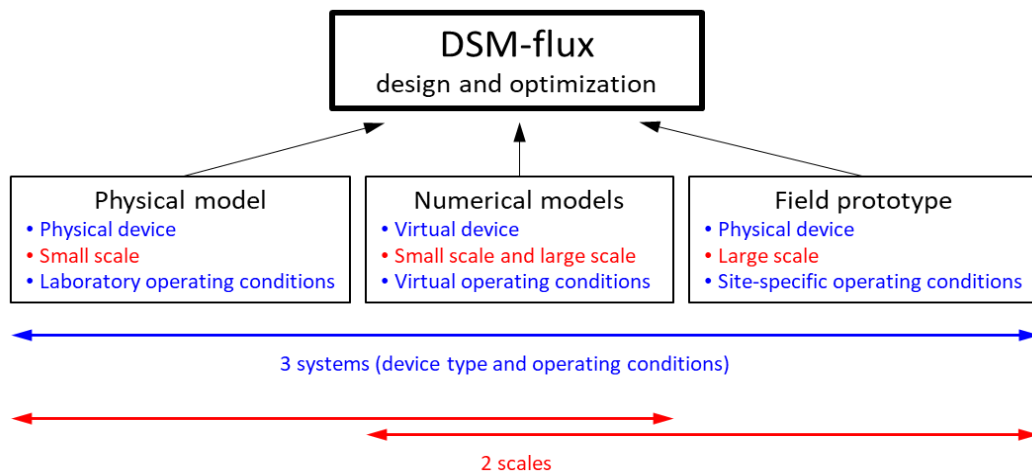 DSM-flux
design and optimization
Physical model
• Physical device
• Small scale
• Laboratory operating conditions
Numerical models
• Virtual device
• Small scale and large scale
• Virtual operating conditions
Field prototype
• Physical device
• Large scale
• Site-specific operating conditions
3 systems (device type and operating conditions)
2 scales